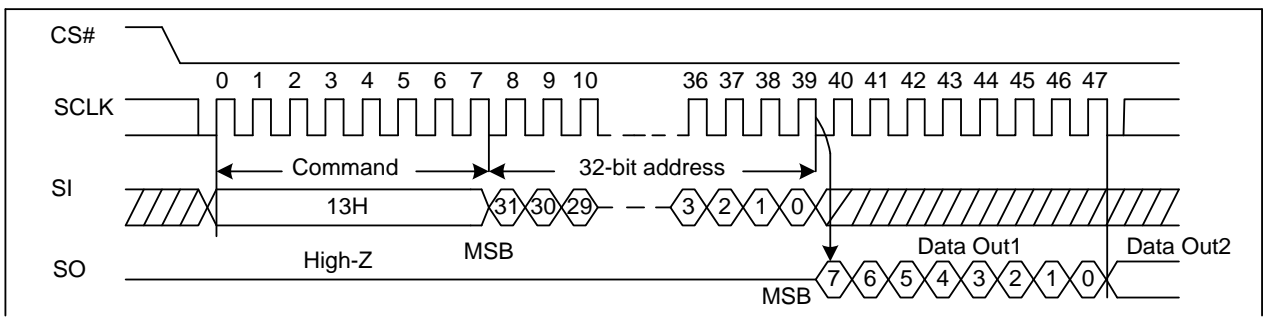 CS#
0 1 2 3 4 5 6 7 8 9 10 36 37 38 39 40 41 42 43 44 45 46 47
SCLK
Command 32-bit address
SI
13H 31 30 29 3 2 1 0
High-Z MSB Data Out1 Data Out2
SO
7 6 5 4 3 2 1 0
MSB